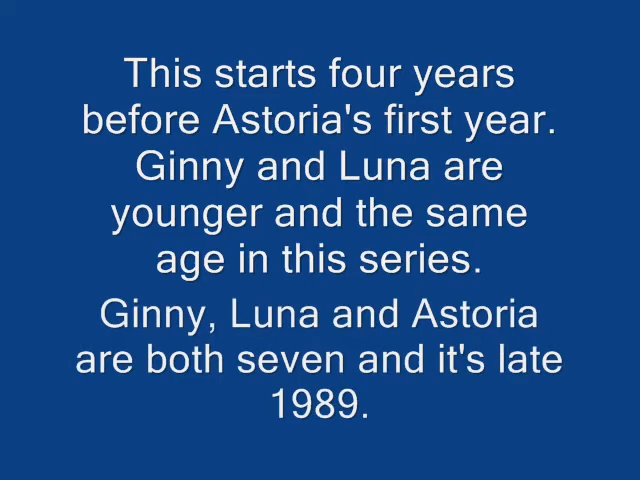 This starts four years
before Astoria's first year.
Ginny and Luna are
younger and the same
age in this series.
Ginny, Luna and Astoria
are both seven and it's late
1989.